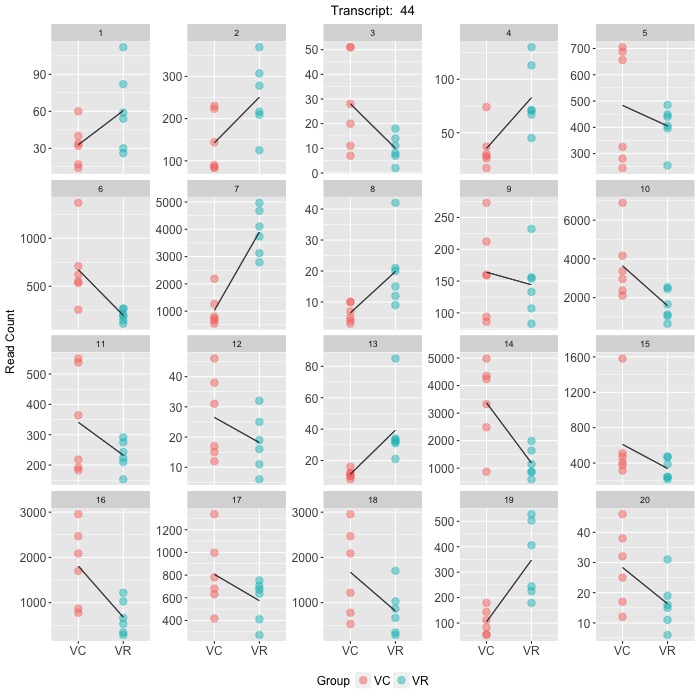 Transcript: 44
1 2 3 4 5
90 60 30
300 200 100
50 40 30 20 10 0
100 50
700 600 500 400 300
6 7 8 9 10
1000 500
5000 4000 3000 2000 1000
40 30 20 10
250 200 150 100
6000 4000 2000
Read Count
11 12 13 14 15
500 400 300 200
40 30 20 10
80 60 40 20
5000 4000 3000 2000 1000
1600 1200 800 400
16 17 18 19 20
3000 2000 1000
1200 1000 800 600 400
3000 2000 1000
500 400 300 200 100
40 30 20 10
VC VR VC VR VC VR VC VR VC VR
Group VC VR